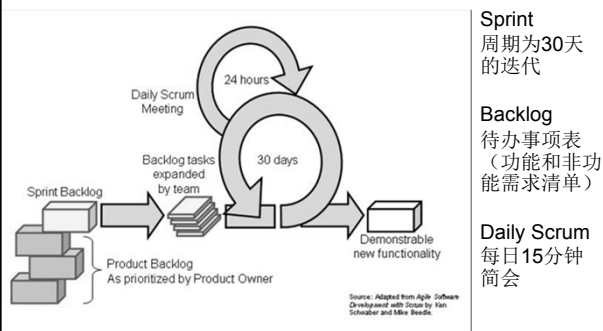 24 hours
Daily Scrum
Meeting
Backlog tasks
expanded
by team
30 days
Sprint Backlog
Product Backlog
As prioritized by Product Owner
Demonstrable
new functionality
Source: Adapted from Agile Software
Development with Scrum by Ken
Schwaber and Mike Beedle.
Sprint
周期为30天
的迭代
Backlog
待办事项表
（功能和非功
能需求清单）
Daily Scrum
每日15分钟
简会